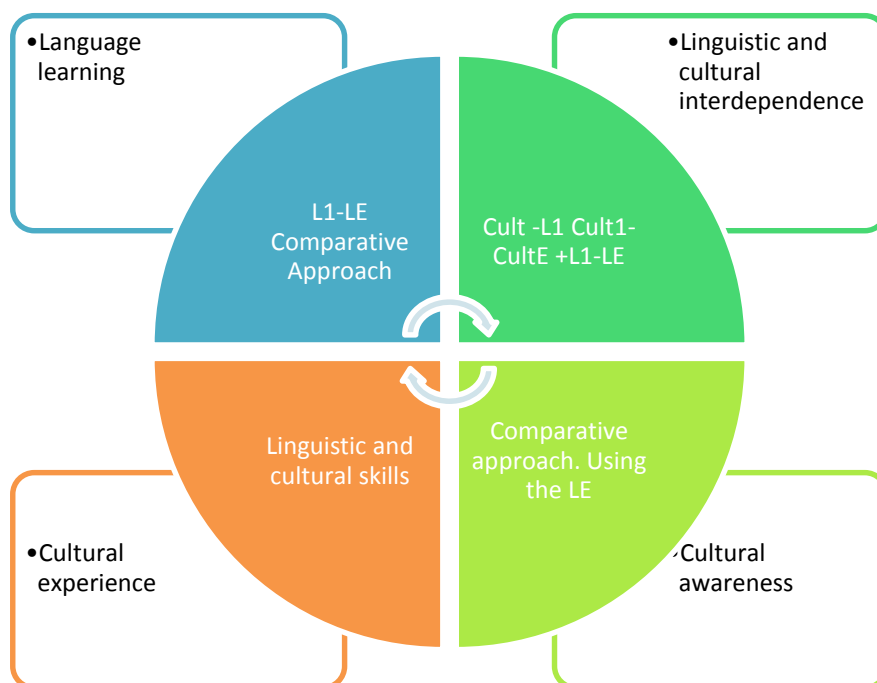 •Language
learning
•Linguistic and
cultural
interdependence
L1-LE
Comparative
Approach
Cult -L1 Cult1-
CultE +L1-LE
Linguistic and
cultural skills
Comparative
approach. Using
the LE
•Cultural
experience
•Cultural
awareness